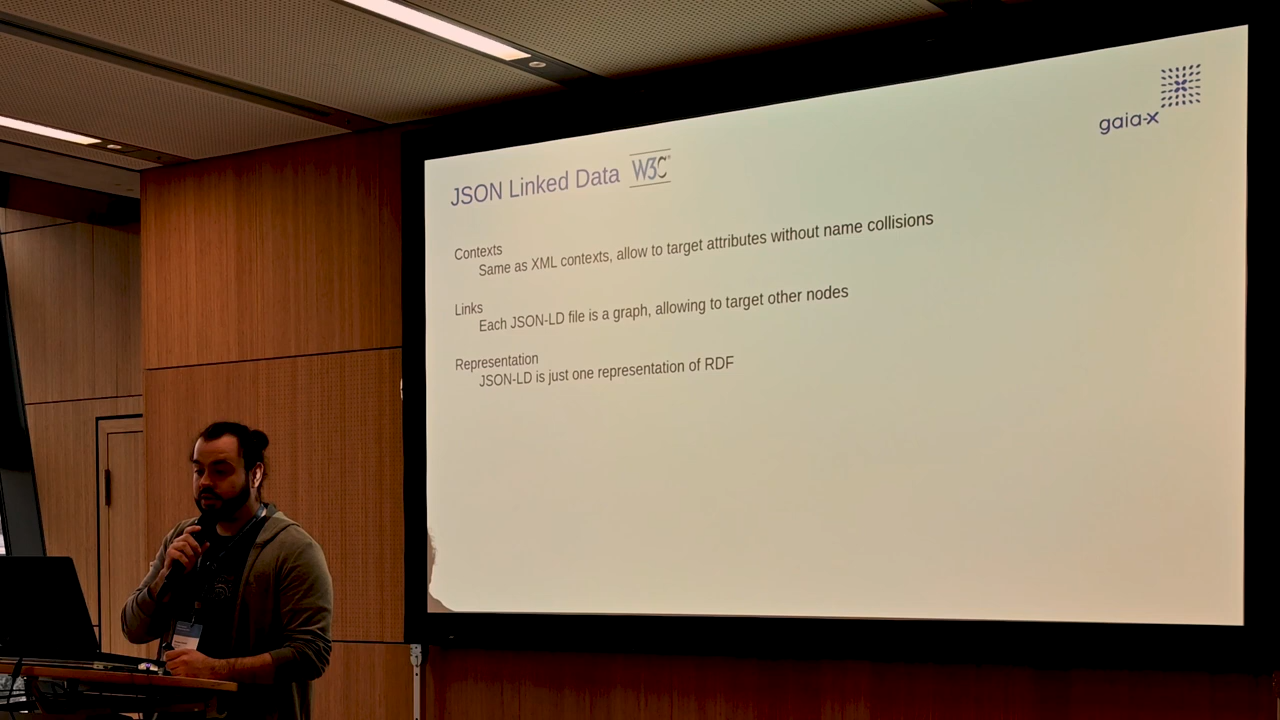 gaia-x
JSON Linked Data W3C®
Contexts
Same as XML contexts, allow to target attributes without name collisions
Links
Each JSON-LD file is a graph, allowing to target other nodes
Representation
JSON-LD is just one representation of RDF